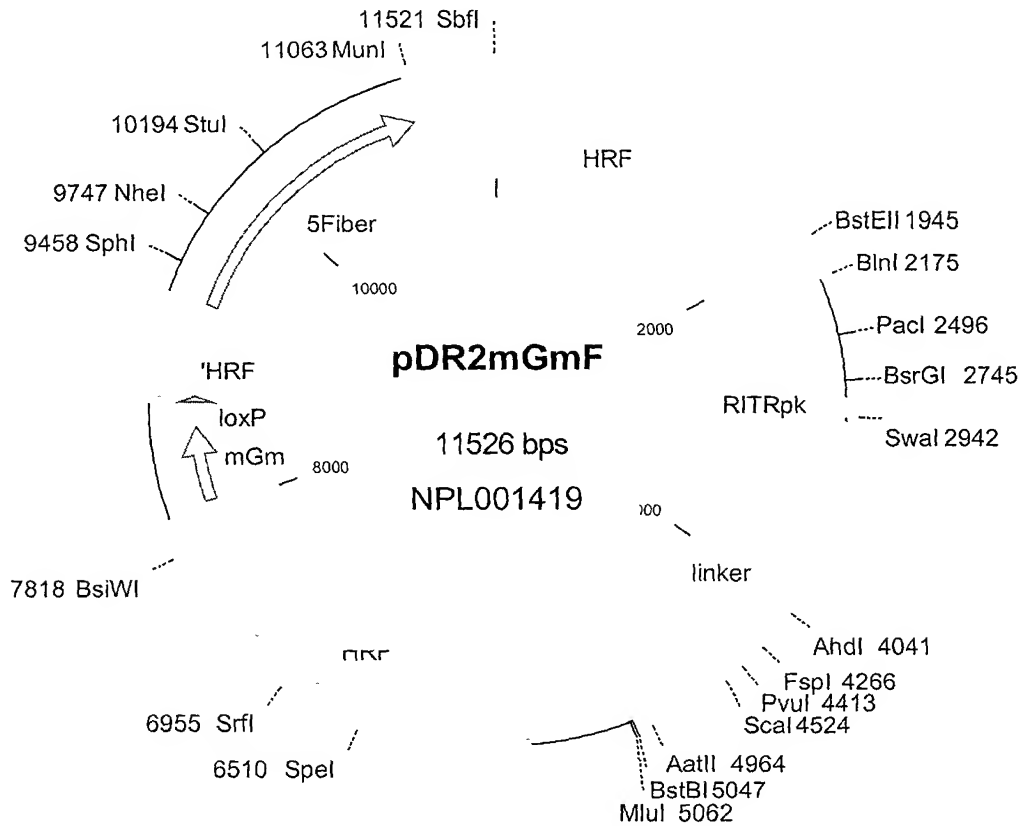 11521 SbfI
11063 MunI
10194 StuI
HRF
9747 NheI
5Fiber
BstEII 1945
9458 SphI
BlnI 2175
10000
2000
PacI 2496
pDR2mGmF
'HRF
BsrGI 2745
loxP
RITRpk
SwaI 2942
mGm
11526 bps
8000
NPL001419
linker
7818 BsiWI
AhdI 4041
FspI 4266
PvuI 4413
6955 SrfI
ScaI 4524
6510 SpeI
AatII 4964
BstBI 5047
MluI 5062